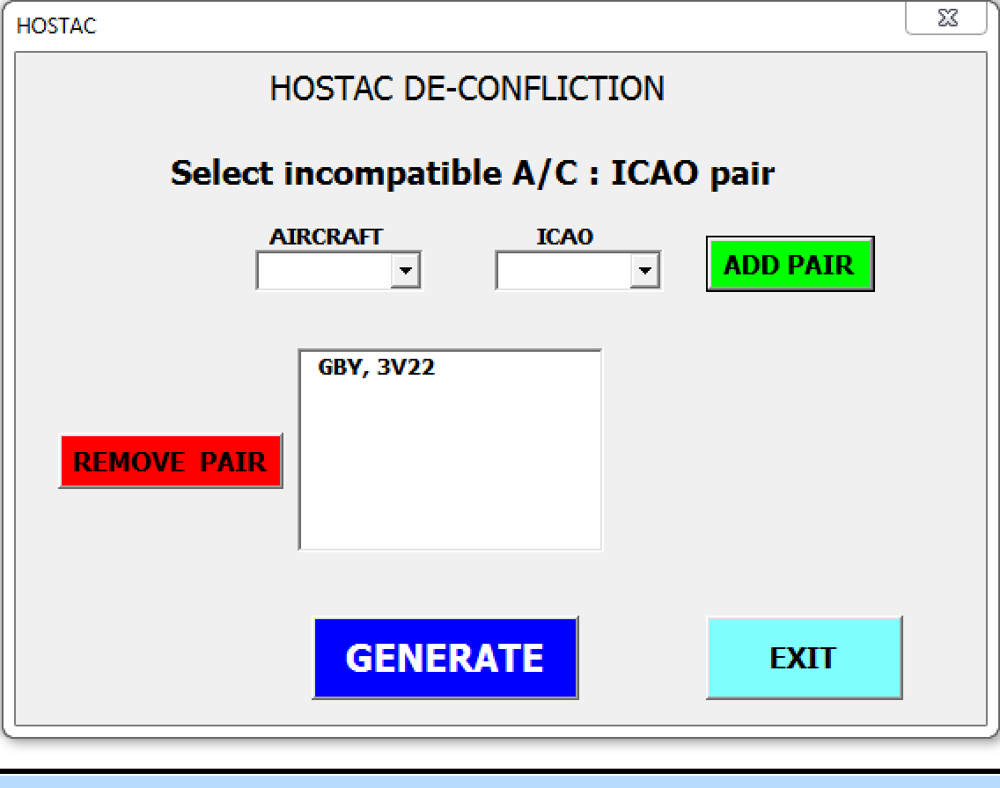 HOSTAC
HOSTAC DE-CONFLICTION
Select incompatible A/C : ICAO pair
AIRCRAFT
ICAO
ADD PAIR
GBY, 3V22
REMOVE PAIR
GENERATE
EXIT